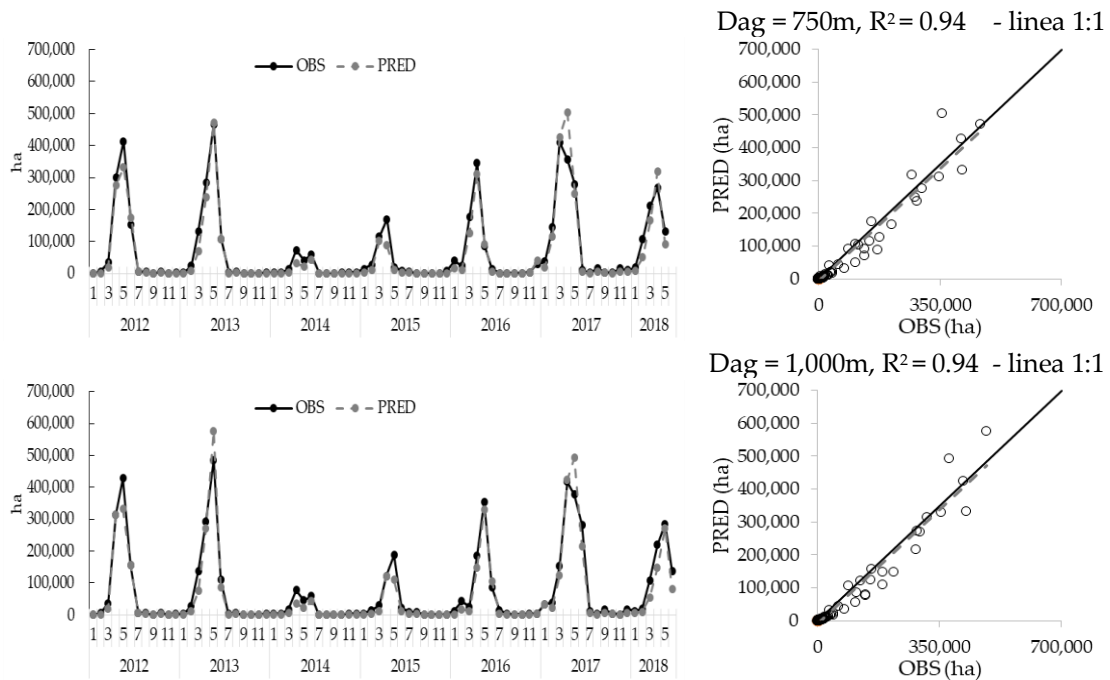 Dag = 750m, R² = 0.94 - linea 1:1
700,000
600,000
500,000
400,000
300,000
200,000
100,000
0
ha
OBS PRED
1 3 5 7 9 11 1 3 5 7 9 11 1 3 5 7 9 11 1 3 5 7 9 11 1 3 5 7 9 11 1 3 5 7 9 11 1 3 5
2012 2013 2014 2015 2016 2017 2018
700,000
600,000
500,000
400,000
300,000
200,000
100,000
0
PRED (ha)
0 350,000 700,000
OBS (ha)
Dag = 1,000m, R² = 0.94 - linea 1:1
700,000
600,000
500,000
400,000
300,000
200,000
100,000
0
ha
OBS PRED
1 3 5 7 9 11 1 3 5 7 9 11 1 3 5 7 9 11 1 3 5 7 9 11 1 3 5 7 9 11 1 3 5 7 9 11 1 3 5
2012 2013 2014 2015 2016 2017 2018
700,000
600,000
500,000
400,000
300,000
200,000
100,000
0
PRED (ha)
0 350,000 700,000
OBS (ha)